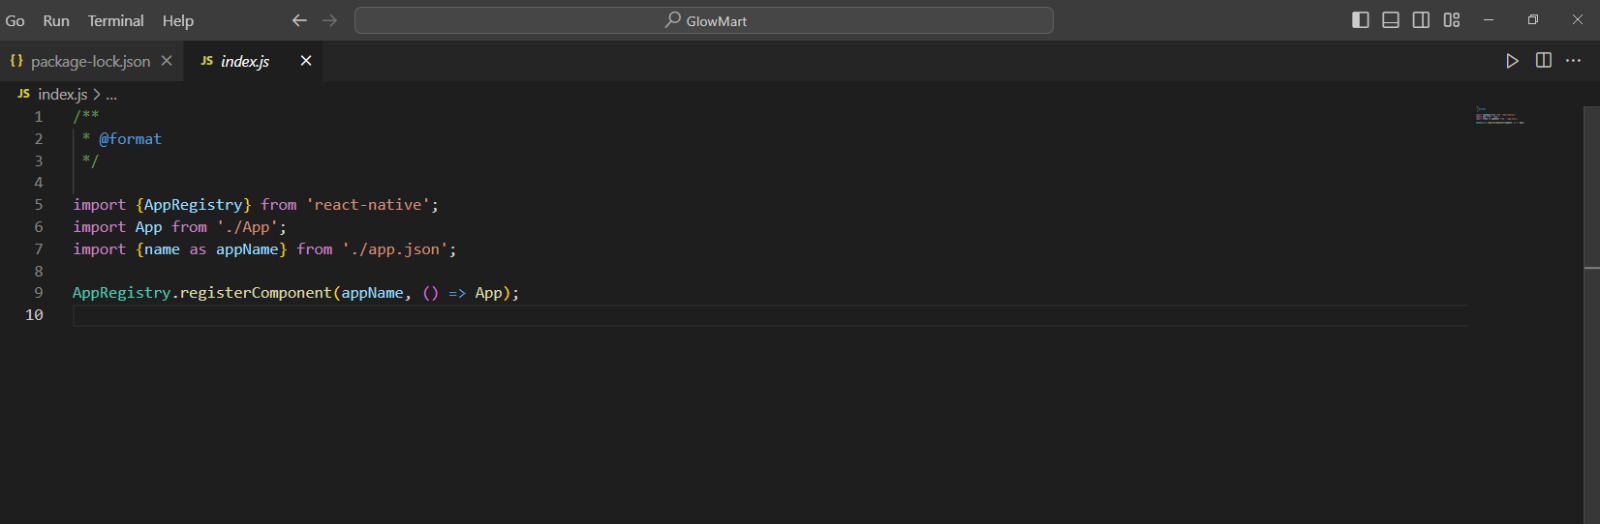 Go Run Terminal Help GlowMart
{} package-lock.json JS index.js
JS index.js > ...
1 /**
2  * @format
3  */
4
5 import {AppRegistry} from 'react-native';
6 import App from './App';
7 import {name as appName} from './app.json';
8
9 AppRegistry.registerComponent(appName, () => App);
10